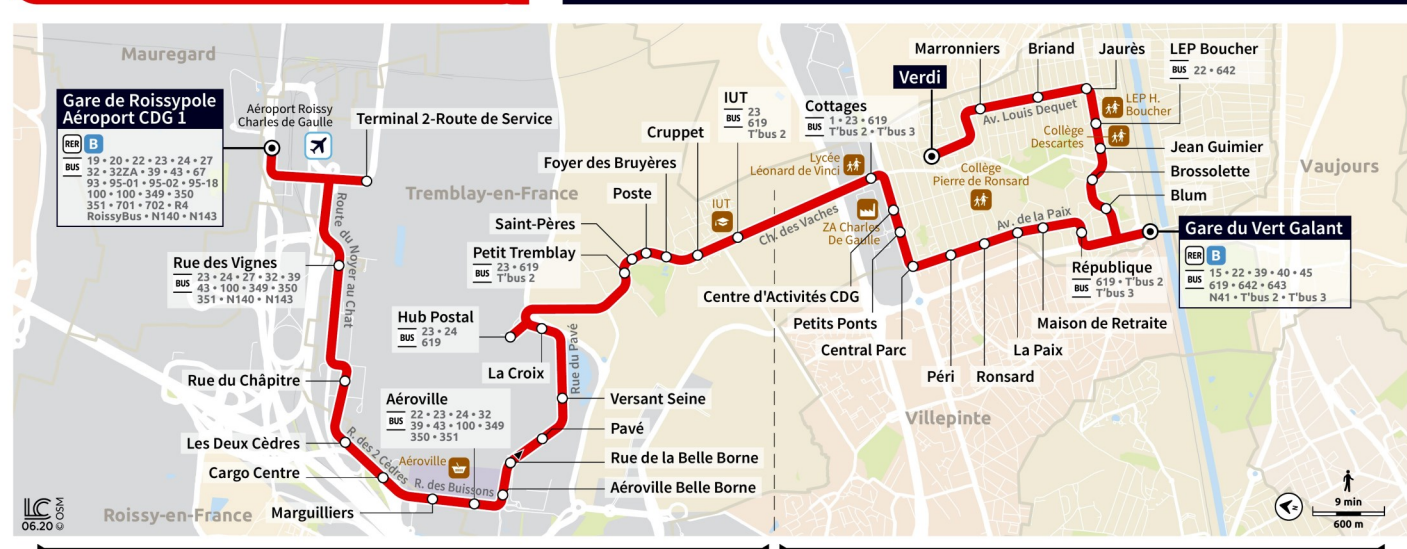 Mauregard
Gare de Roissypole
Aéroport CDG 1
RER B
BUS
19 • 20 • 22 • 23 • 24 • 27
32 • 32ZA • 39 • 43 • 67
93 • 95-01 • 95-02 • 95-18
100 • 100 • 349 • 350
351 • 701 • 702 • R4
RoissyBus • N140 • N143
Aéroport Roissy
Charles de Gaulle
Terminal 2-Route de Service
Route du Noyer au Chat
Rue des Vignes
BUS
23 • 24 • 27 • 32 • 39
43 • 100 • 349 • 350
351 • N140 • N143
Rue du Châpitre
Les Deux Cèdres
Cargo Centre
R. des 2 Cèdres
Marguilliers
Roissy-en-France
LC
06.20 © OSM
Aéroville
BUS
22 • 23 • 24 • 32
39 • 43 • 100 • 349
350 • 351
Aéroville
R. des Buissons
Aéroville Belle Borne
Rue de la Belle Borne
Pavé
Versant Seine
Rue du Pavé
La Croix
Hub Postal
BUS
23 • 24
619
Petit Tremblay
BUS
23 • 619
T'bus 2
Saint-Pères
Poste
Foyer des Bruyères
Cruppet
Tremblay-en-France
IUT
BUS
23
619
T'bus 2
IUT
Ch. des Vaches
Cottages
BUS
1 • 23 • 619
T'bus 2 • T'bus 3
Lycée
Léonard de Vinci
ZA Charles
De Gaulle
Centre d'Activités CDG
Petits Ponts
Central Parc
Péri
Ronsard
La Paix
Maison de Retraite
République
BUS
619 • T'bus 2
T'bus 3
Av. de la Paix
Collège
Pierre de Ronsard
Verdi
Marronniers
Briand
Jaurès
LEP Boucher
BUS
22 • 642
Av. Louis Dequet
LEP H.
Boucher
Collège
Descartes
Jean Guimier
Brossolette
Blum
Vaujours
Gare du Vert Galant
RER B
BUS
15 • 22 • 39 • 40 • 45
619 • 642 • 643
N41 • T'bus 2 • T'bus 3
Villepinte
N
9 min
600 m